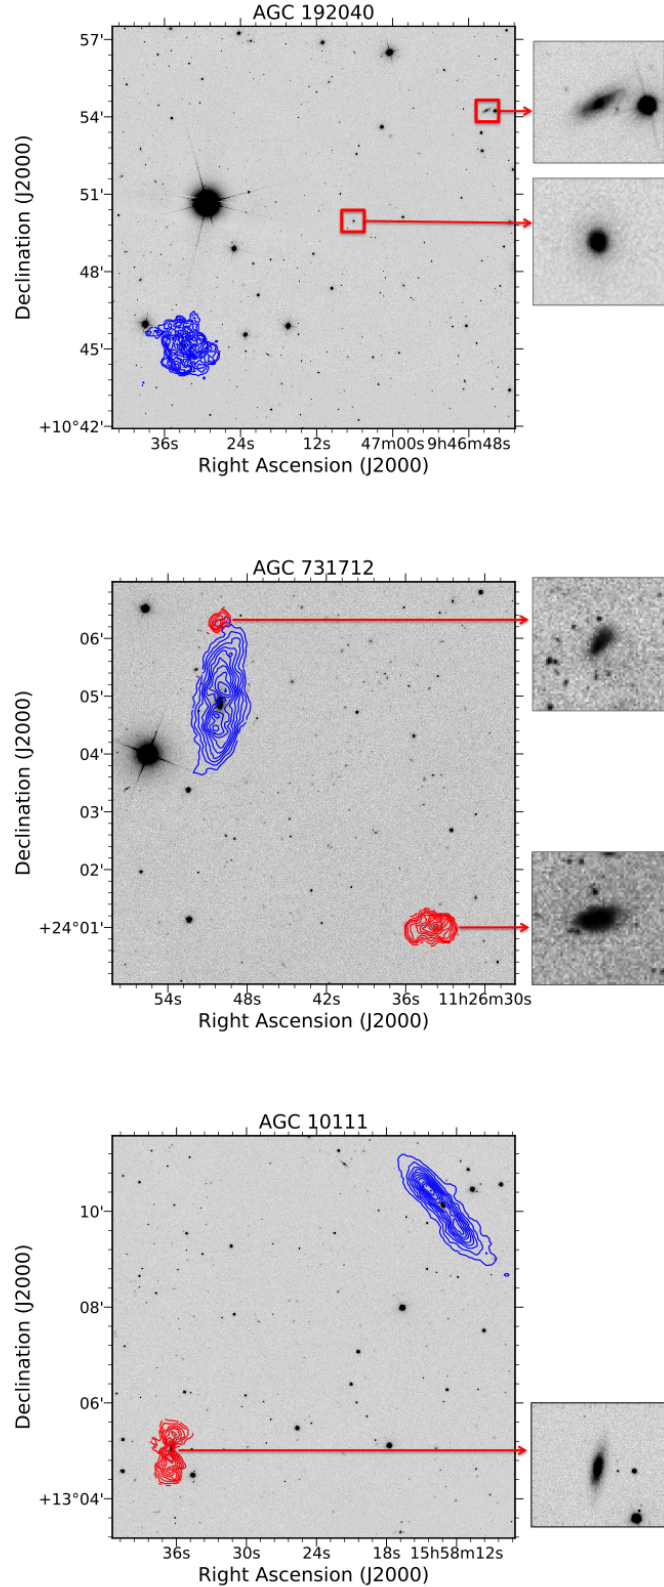 AGC 192040
57'
54'
51'
48'
45'
+10°42'
Declination (J2000)
36s 24s 12s 47m00s 9h46m48s
Right Ascension (J2000)
AGC 731712
06'
05'
04'
03'
02'
+24°01'
Declination (J2000)
54s 48s 42s 36s 11h26m30s
Right Ascension (J2000)
AGC 10111
10'
08'
06'
+13°04'
Declination (J2000)
36s 30s 24s 18s 15h58m12s
Right Ascension (J2000)